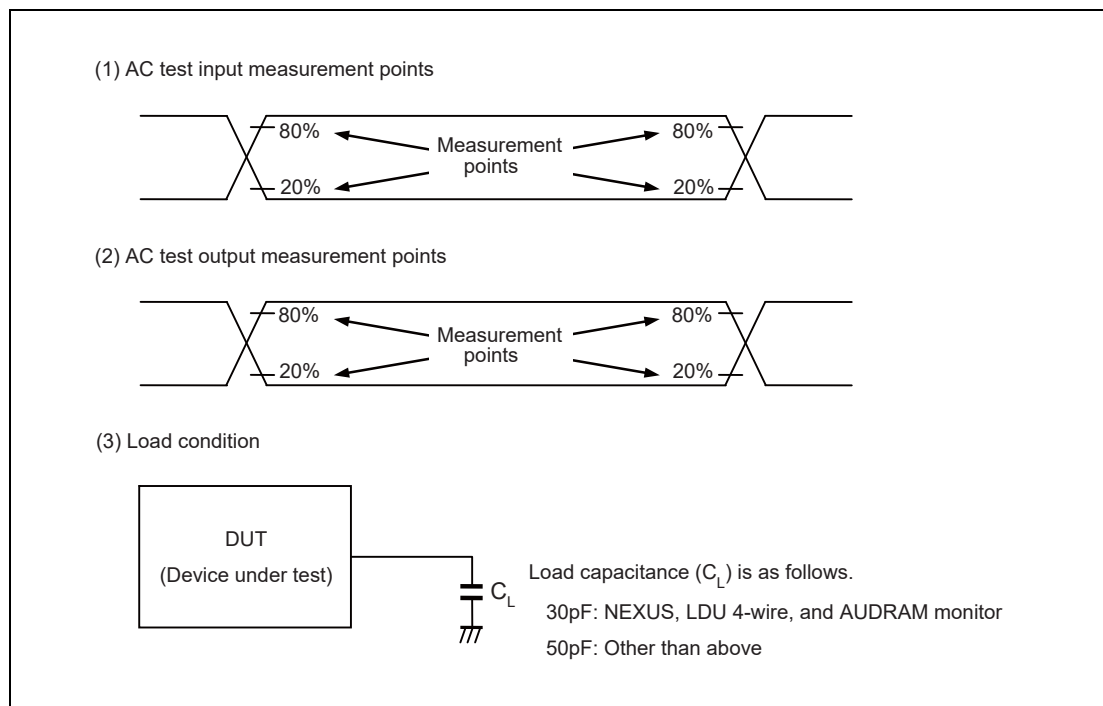 (1) AC test input measurement points
80%
80%
Measurement
points
20%
20%
(2) AC test output measurement points
80%
80%
Measurement
points
20%
20%
(3) Load condition
DUT
(Device under test)
CL
Load capacitance (CL) is as follows.
30pF: NEXUS, LDU 4-wire, and AUDRAM monitor
50pF: Other than above